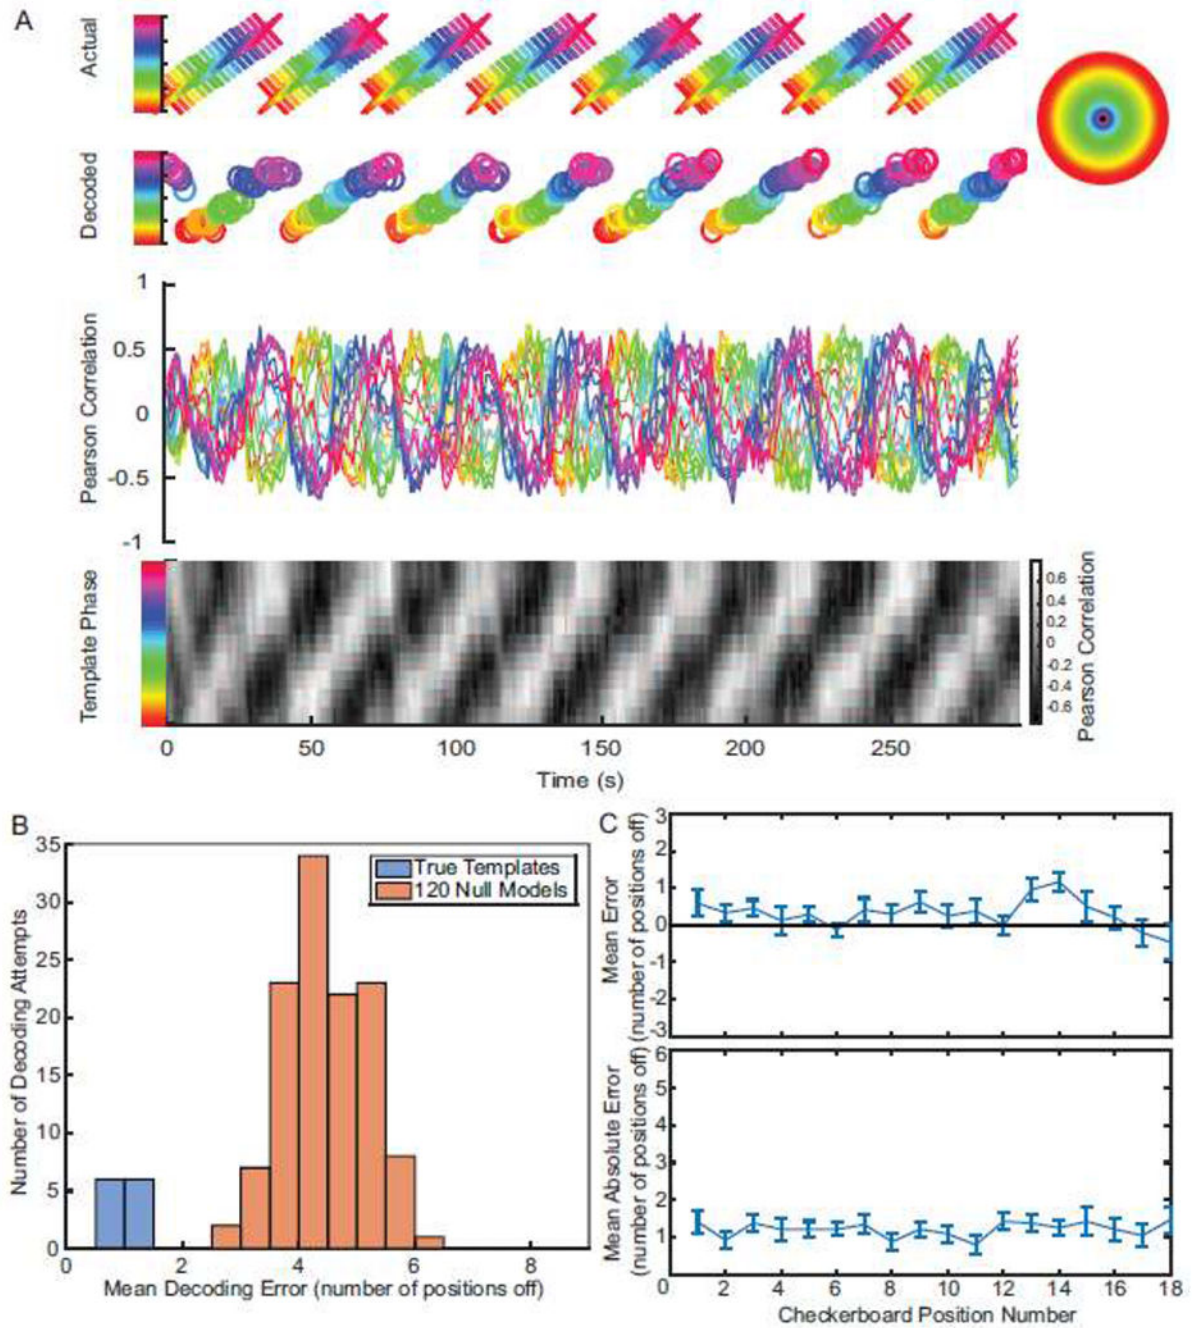 A
Actual
Decoded
Pearson Correlation
1
0.5
0
-0.5
-1
Template Phase
0.6
0.4
0.2
0
-0.2
-0.4
-0.6
Pearson Correlation
0 50 100 150 200 250
Time (s)
B
Number of Decoding Attempts
35
30
25
20
15
10
5
0
True Templates
120 Null Models
0 2 4 6 8
Mean Decoding Error (number of positions off)
C
Mean Error
(number of positions off)
3
2
1
0
-1
-2
-3
Mean Absolute Error
(number of positions off)
6
5
4
3
2
1
0 2 4 6 8 10 12 14 16 18
Checkerboard Position Number